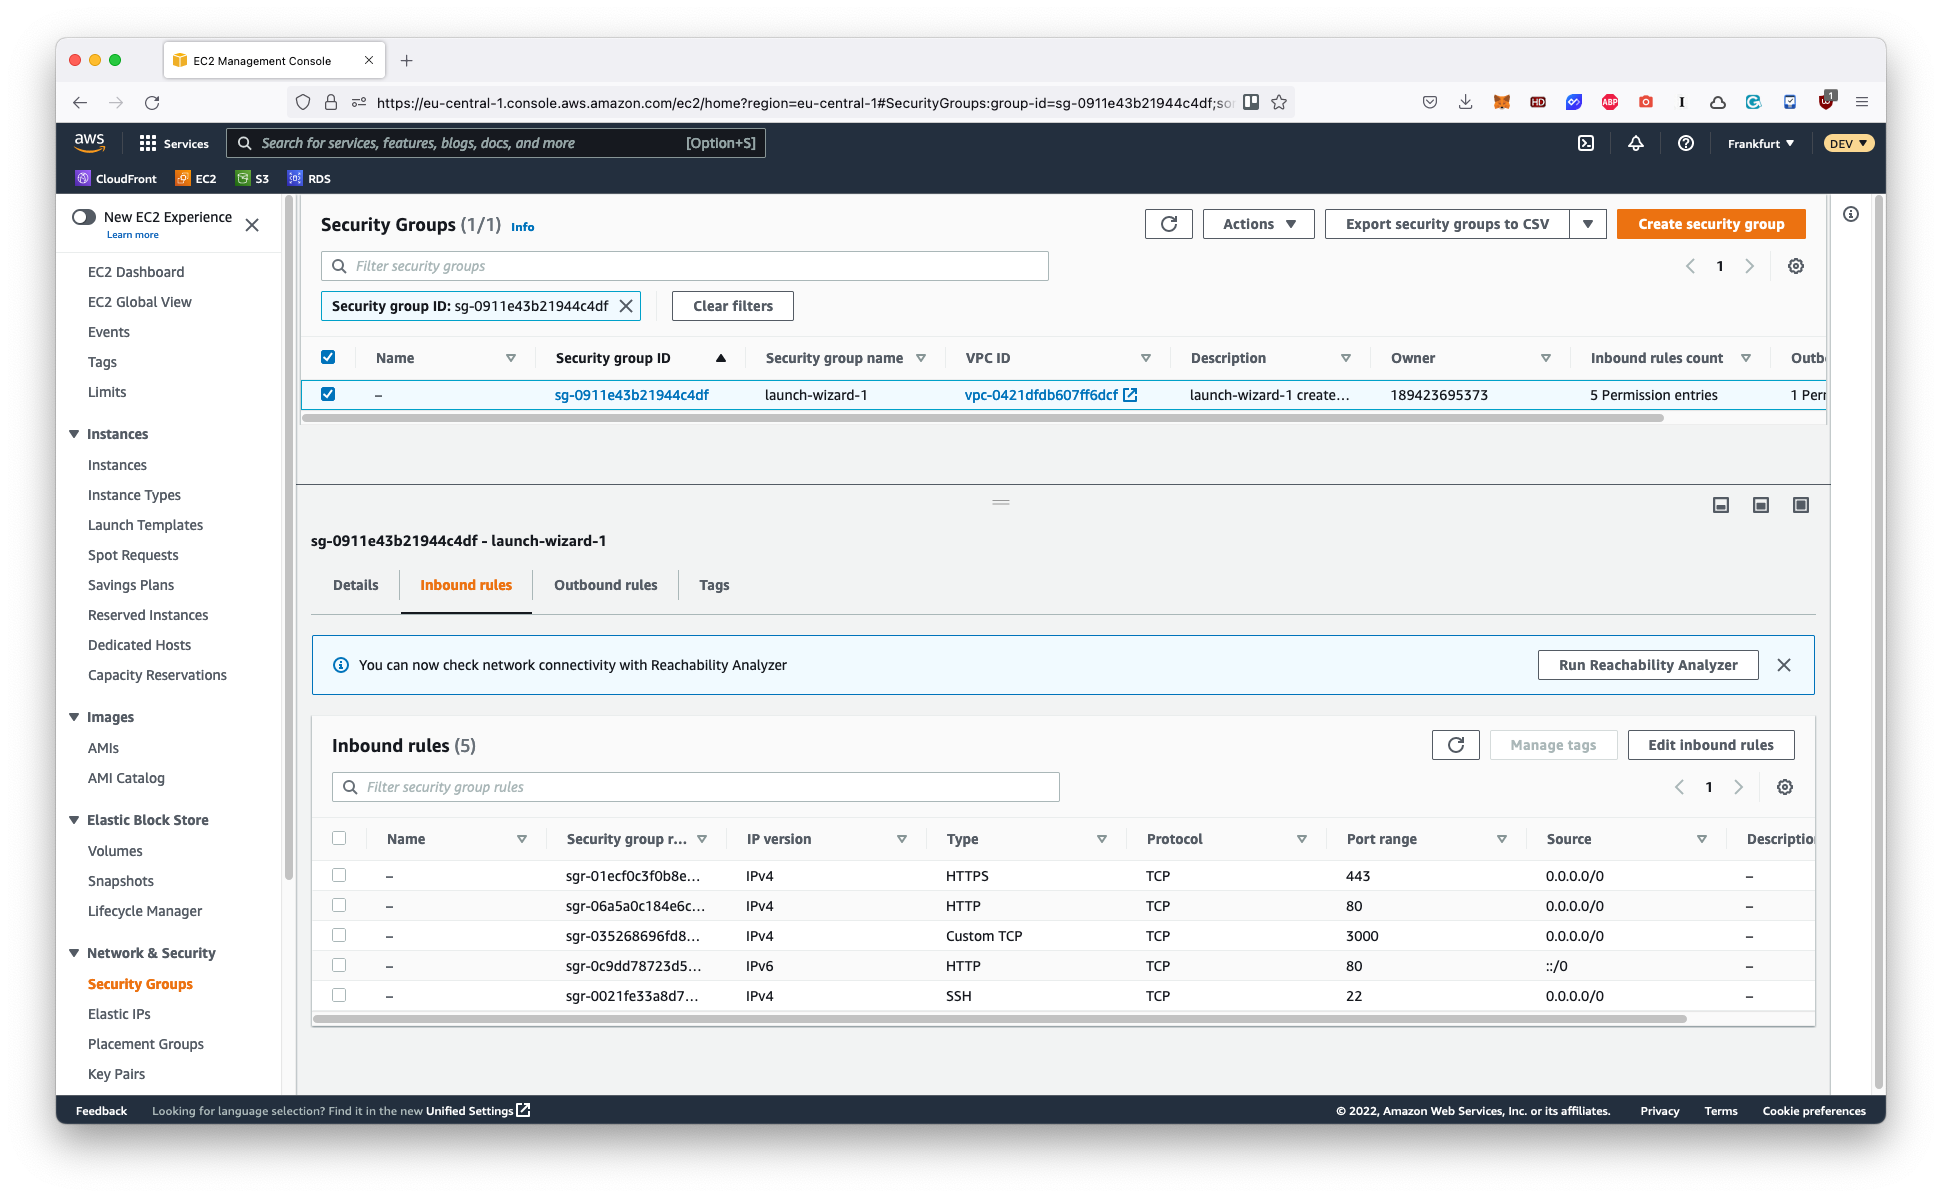 EC2 Management Console
https://eu-central-1.console.aws.amazon.com/ec2/home?region=eu-central-1#SecurityGroups:group-id=sg-0911e43b21944c4df;sor
HD
ABP
I
1
aws
Services
Search for services, features, blogs, docs, and more
[Option+S]
Frankfurt
DEV
CloudFront
EC2
S3
RDS
New EC2 Experience
Learn more
EC2 Dashboard
EC2 Global View
Events
Tags
Limits
Instances
Instances
Instance Types
Launch Templates
Spot Requests
Savings Plans
Reserved Instances
Dedicated Hosts
Capacity Reservations
Images
AMIs
AMI Catalog
Elastic Block Store
Volumes
Snapshots
Lifecycle Manager
Network & Security
Security Groups
Elastic IPs
Placement Groups
Key Pairs
Security Groups (1/1) Info
Actions
Export security groups to CSV
Create security group
Filter security groups
1
Security group ID: sg-0911e43b21944c4df
Clear filters
Name Security group ID Security group name VPC ID Description Owner Inbound rules count Outb
– sg-0911e43b21944c4df launch-wizard-1 vpc-0421dfdb607ff6dcf launch-wizard-1 create... 189423695373 5 Permission entries 1 Perr
sg-0911e43b21944c4df - launch-wizard-1
Details
Inbound rules
Outbound rules
Tags
You can now check network connectivity with Reachability Analyzer
Run Reachability Analyzer
Inbound rules (5)
Manage tags
Edit inbound rules
Filter security group rules
1
Name Security group r... IP version Type Protocol Port range Source Descriptio
– sgr-01ecf0c3f0b8e... IPv4 HTTPS TCP 443 0.0.0.0/0 –
– sgr-06a5a0c184e6c... IPv4 HTTP TCP 80 0.0.0.0/0 –
– sgr-035268696fd8... IPv4 Custom TCP TCP 3000 0.0.0.0/0 –
– sgr-0c9dd78723d5... IPv6 HTTP TCP 80 ::/0 –
– sgr-0021fe33a8d7... IPv4 SSH TCP 22 0.0.0.0/0 –
Feedback
Looking for language selection? Find it in the new Unified Settings
© 2022, Amazon Web Services, Inc. or its affiliates.
Privacy
Terms
Cookie preferences